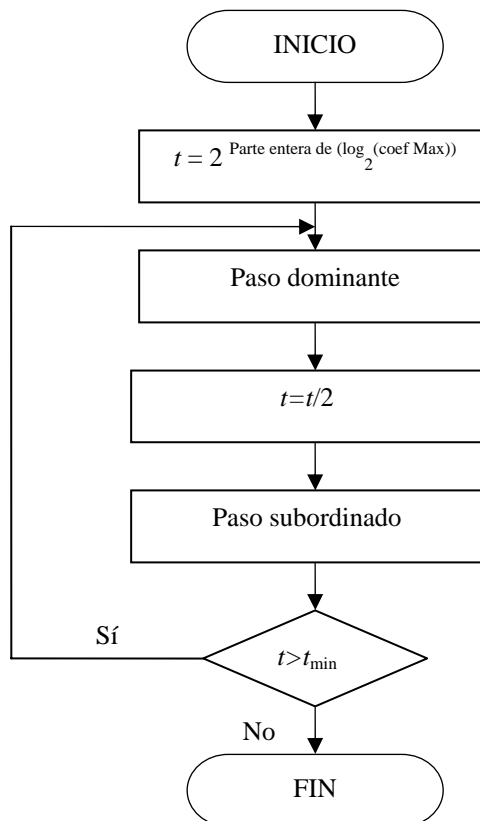 INICIO
t = 2 Parte entera de (log2(coef Max))
Paso dominante
t=t/2
Paso subordinado
Sí
t>tmin
No
FIN